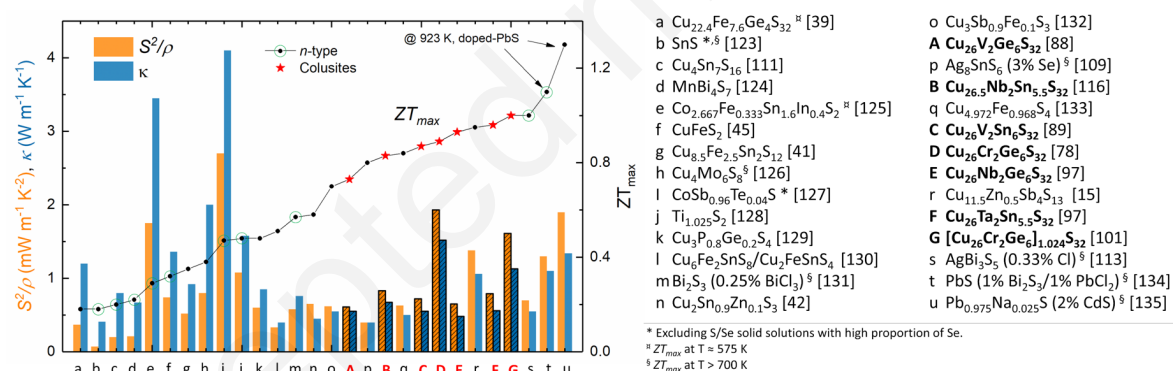 4
3
2
1
0
S²/ρ (mW m⁻¹ K⁻²), κ (W m⁻¹ K⁻¹)
S²/ρ
κ
n-type
Colusites
@ 923 K, doped-PbS
ZT_max
1.2
0.8
0.4
0.0
ZT_max
a b c d e f g h i j k l m n o A p B q C D E r F G s t u
a Cu₂₂.₄Fe₇.₆Ge₄S₃₂ ¤ [39]
b SnS *,§ [123]
c Cu₄Sn₇S₁₆ [111]
d MnBi₄S₇ [124]
e Co₂.₆₆₇Fe₀.₃₃₃Sn₁.₆In₀.₄S₂ ¤ [125]
f CuFeS₂ [45]
g Cu₈.₅Fe₂.₅Sn₂S₁₂ [41]
h Cu₄Mo₆S₈§ [126]
I CoSb₀.₉₆Te₀.₀₄S * [127]
j Ti₁.₀₂₅S₂ [128]
k Cu₃P₀.₈Ge₀.₂S₄ [129]
l Cu₆Fe₂SnS₈/Cu₂FeSnS₄ [130]
m Bi₂S₃ (0.25% BiCl₃) § [131]
n Cu₂Sn₀.₉Zn₀.₁S₃ [42]
o Cu₃Sb₀.₉Fe₀.₁S₃ [132]
A Cu₂₆V₂Ge₆S₃₂ [88]
p Ag₈SnS₆ (3% Se) § [109]
B Cu₂₆.₅Nb₂Sn₅.₅S₃₂ [116]
q Cu₄.₉₇₂Fe₀.₉₆₈S₄ [133]
C Cu₂₆V₂Sn₆S₃₂ [89]
D Cu₂₆Cr₂Ge₆S₃₂ [78]
E Cu₂₆Nb₂Ge₆S₃₂ [97]
r Cu₁₁.₅Zn₀.₅Sb₄S₁₃ [15]
F Cu₂₆Ta₂Sn₅.₅S₃₂ [97]
G [Cu₂₆Cr₂Ge₆]₁.₀₂₄S₃₂ [101]
s AgBi₃S₅ (0.33% Cl) § [113]
t PbS (1% Bi₂S₃/1% PbCl₂) § [134]
u Pb₀.₉₇₅Na₀.₀₂₅S (2% CdS) § [135]
* Excluding S/Se solid solutions with high proportion of Se.
¤ ZT_max at T ≈ 575 K
§ ZT_max at T > 700 K